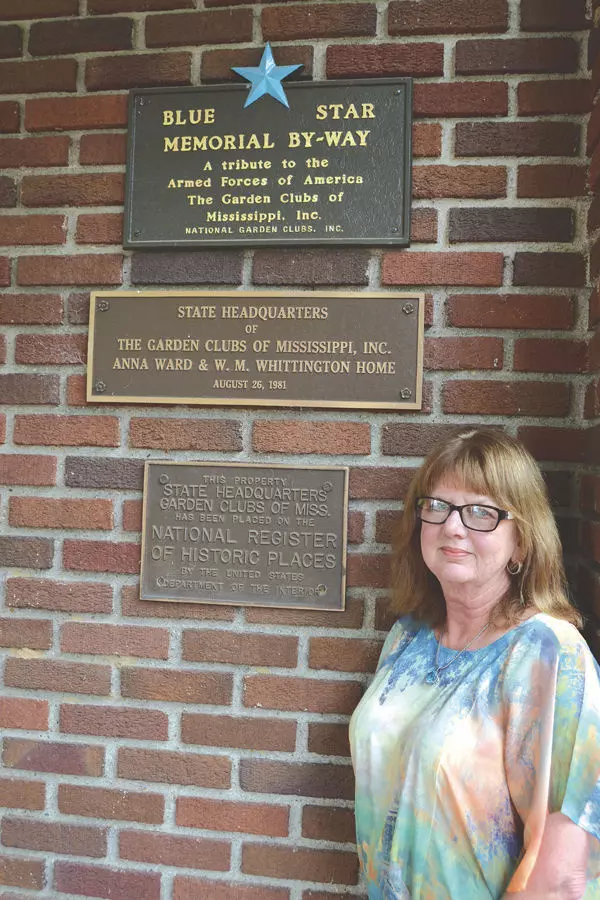 BLUE STAR
MEMORIAL BY-WAY
A tribute to the
Armed Forces of America
The Garden Clubs of
Mississippi, Inc.
NATIONAL GARDEN CLUBS, INC.
STATE HEADQUARTERS
OF
THE GARDEN CLUBS OF MISSISSIPPI, INC.
ANNA WARD & W. M. WHITTINGTON HOME
AUGUST 26, 1981
THIS PROPERTY
STATE HEADQUARTERS
GARDEN CLUBS OF MISS.
HAS BEEN PLACED ON THE
NATIONAL REGISTER
OF HISTORIC PLACES
BY THE UNITED STATES
DEPARTMENT OF THE INTERIOR